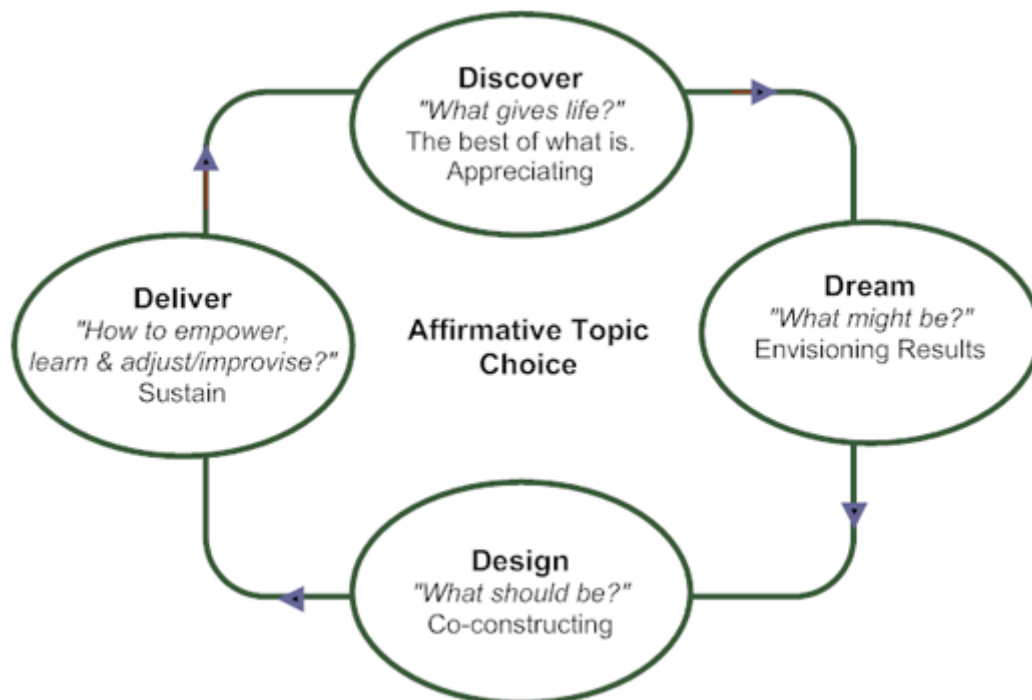 Discover
"What gives life?"
The best of what is.
Appreciating
Dream
"What might be?"
Envisioning Results
Deliver
"How to empower,
learn & adjust/improvise?"
Sustain
Affirmative Topic
Choice
Design
"What should be?"
Co-constructing